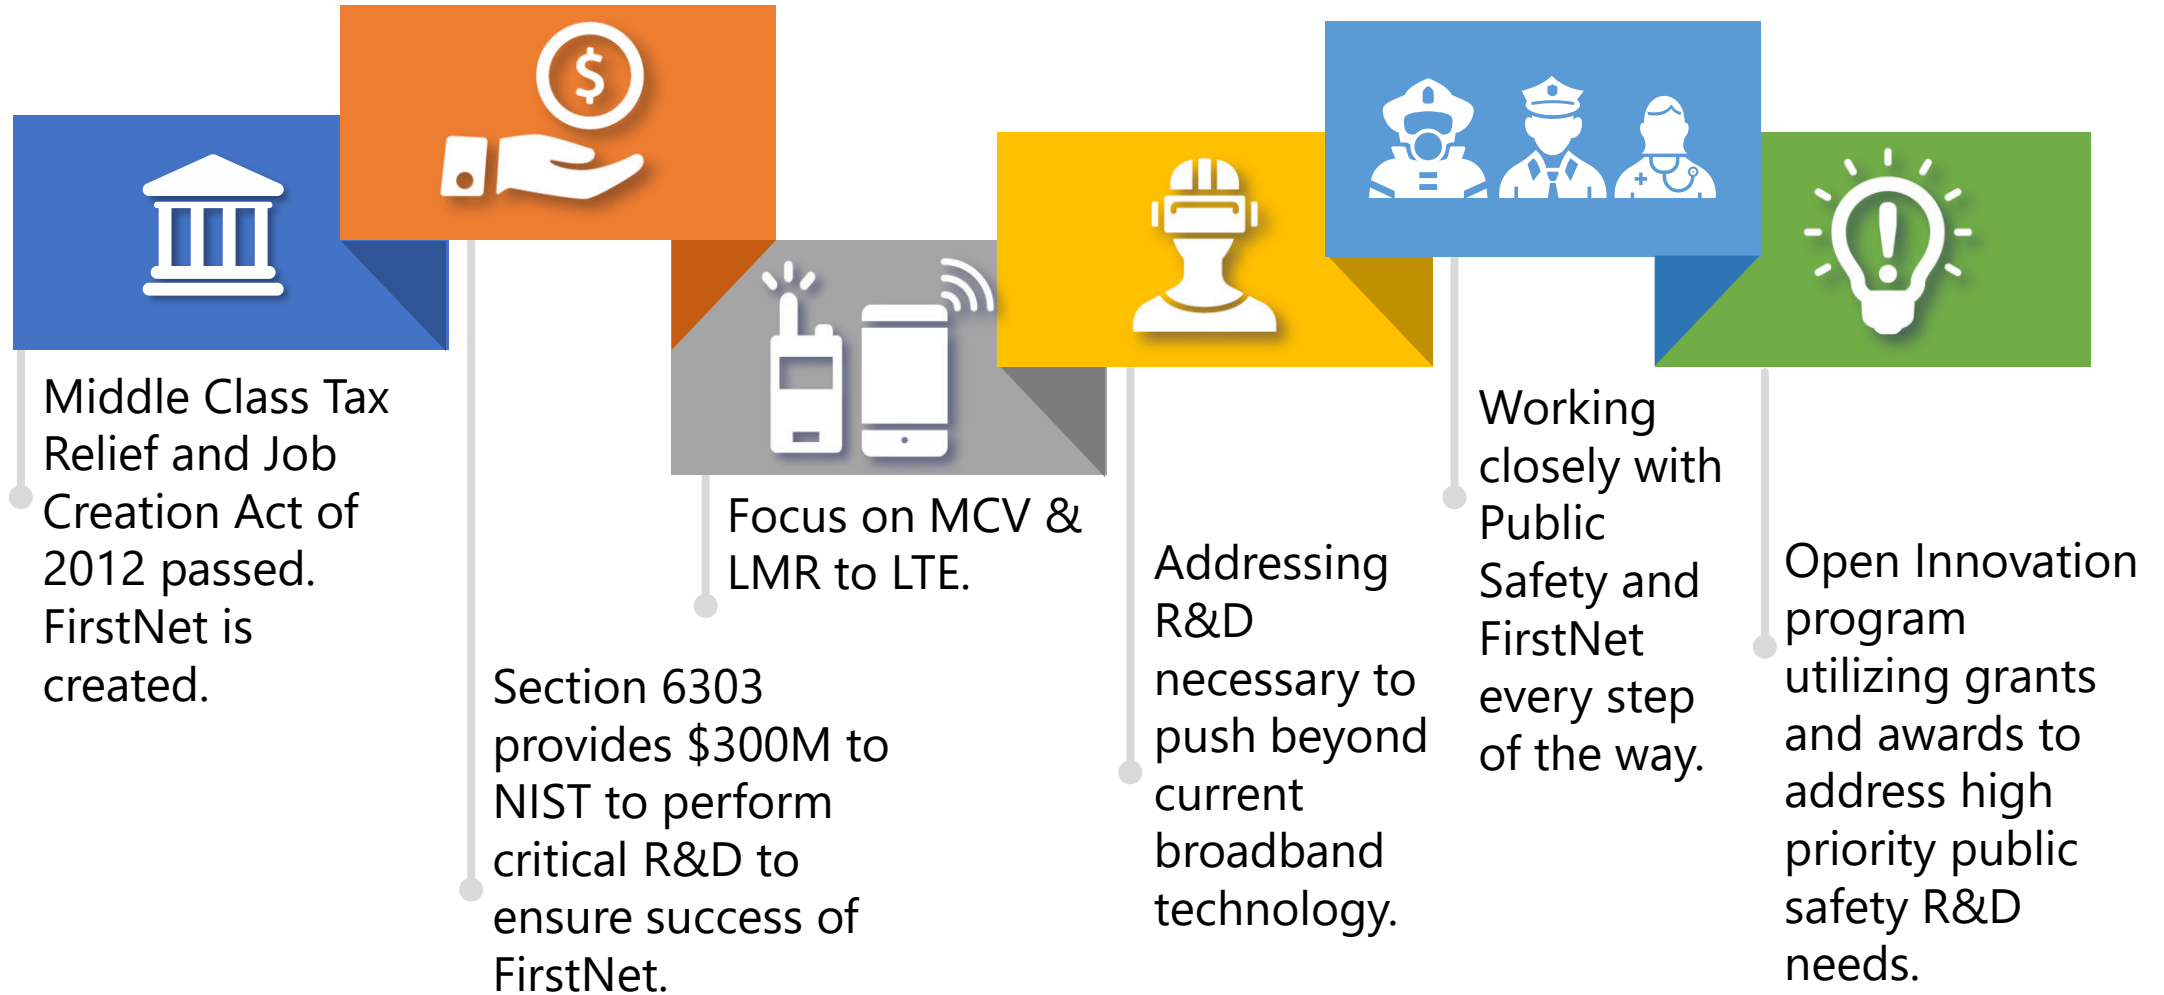 Middle Class Tax
Relief and Job
Creation Act of
2012 passed.
FirstNet is
created.
Section 6303
provides $300M to
NIST to perform
critical R&D to
ensure success of
FirstNet.
Focus on MCV &
LMR to LTE.
Addressing
R&D
necessary to
push beyond
current
broadband
technology.
Working
closely with
Public
Safety and
FirstNet
every step
of the way.
Open Innovation
program
utilizing grants
and awards to
address high
priority public
safety R&D
needs.